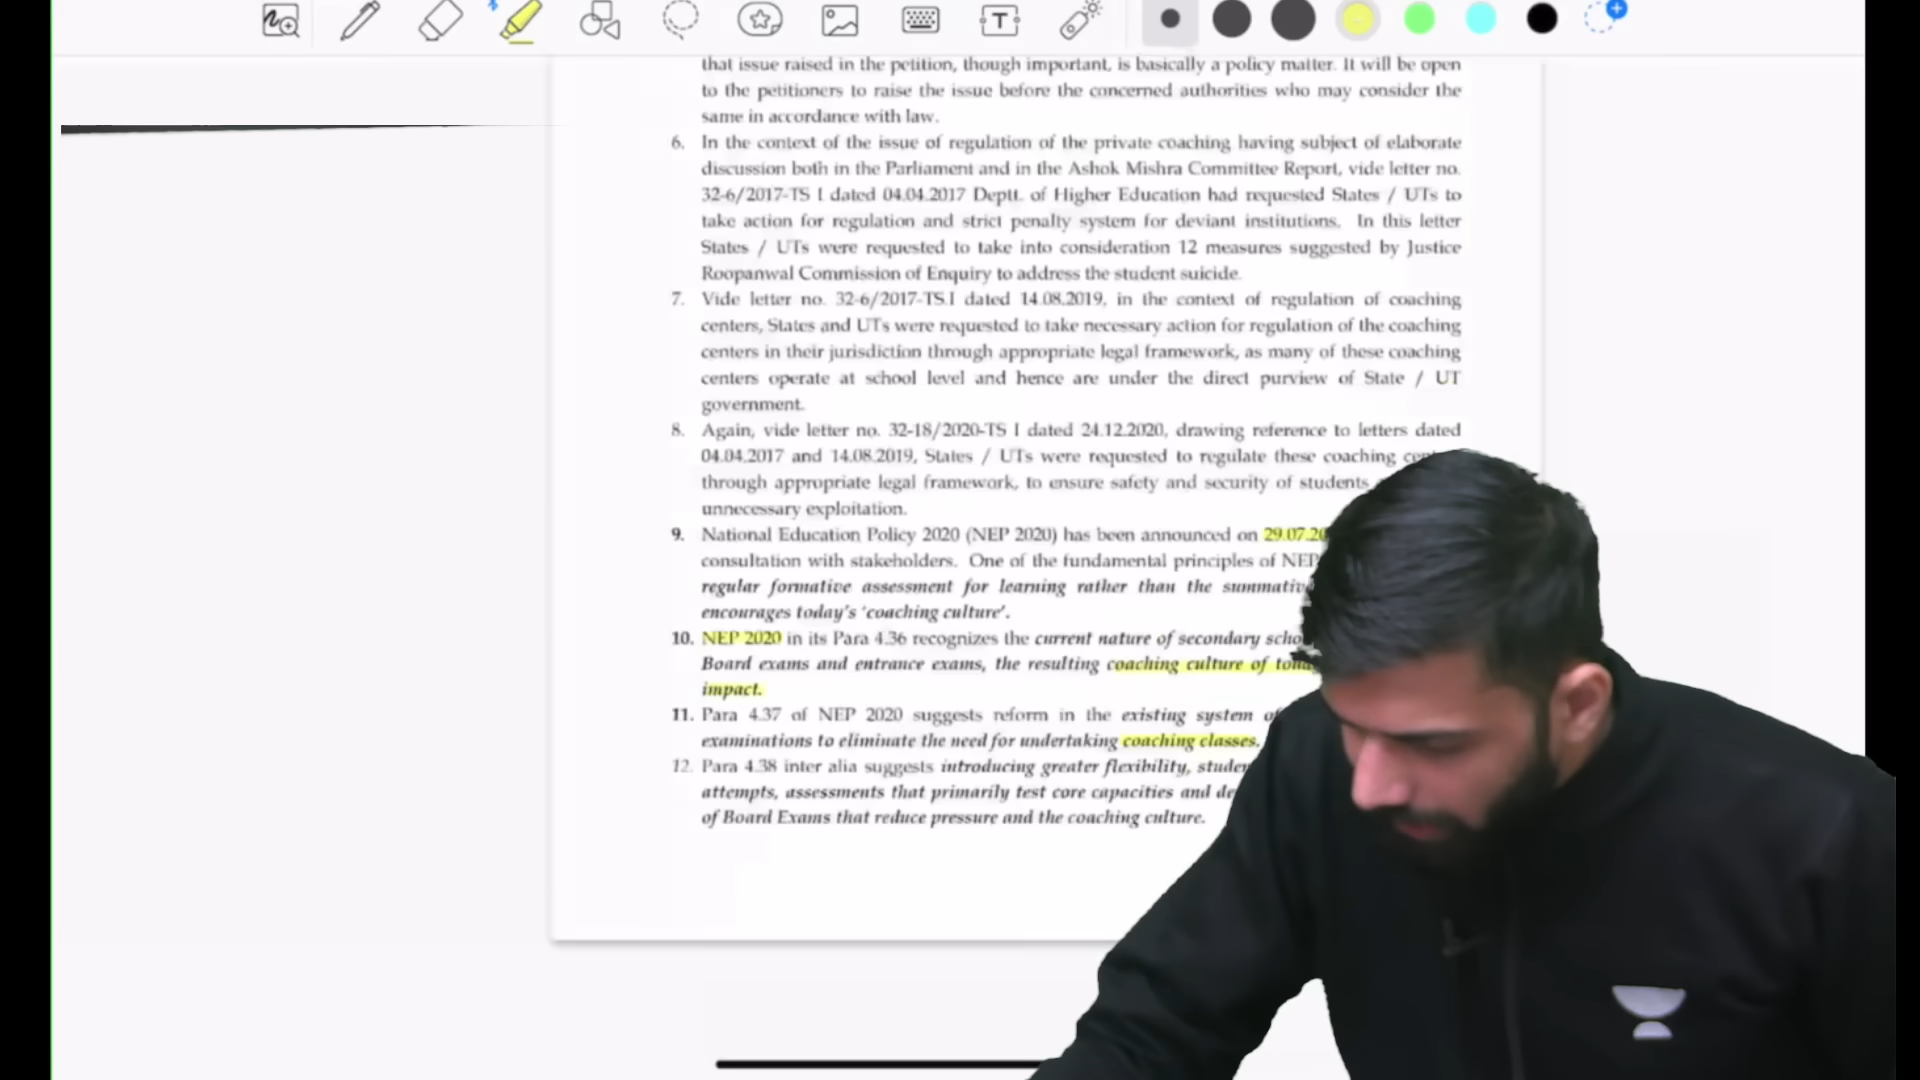 that issue raised in the petition, though important, is basically a policy matter. It will be open
to the petitioners to raise the issue before the concerned authorities who may consider the
same in accordance with law.
6. In the context of the issue of regulation of the private coaching having subject of elaborate
discussion both in the Parliament and in the Ashok Mishra Committee Report, vide letter no.
32-6/2017-TS I dated 04.04.2017 Deptt. of Higher Education had requested States / UTs to
take action for regulation and strict penalty system for deviant institutions. In this letter
States / UTs were requested to take into consideration 12 measures suggested by Justice
Roopanwal Commission of Enquiry to address the student suicide.
7. Vide letter no. 32-6/2017-TS.I dated 14.08.2019, in the context of regulation of coaching
centers, States and UTs were requested to take necessary action for regulation of the coaching
centers in their jurisdiction through appropriate legal framework, as many of these coaching
centers operate at school level and hence are under the direct purview of State / UT
government.
8. Again, vide letter no. 32-18/2020-TS I dated 24.12.2020, drawing reference to letters dated
04.04.2017 and 14.08.2019, States / UTs were requested to regulate these coaching
through appropriate legal framework, to ensure safety and security of students
unnecessary exploitation.
9. National Education Policy 2020 (NEP 2020) has been announced on 29.07.20
consultation with stakeholders. One of the fundamental principles of NEP
regular formative assessment for learning rather than the
encourages today's 'coaching culture'.
10. NEP 2020 in its Para 4.36 recognizes the current nature of secondary
Board exams and entrance exams, the resulting coaching culture of
impact.
11. Para 4.37 of NEP 2020 suggests reform in the existing system of
examinations to eliminate the need for undertaking coaching classes.
12. Para 4.38 inter alia suggests introducing greater flexibility,
attempts, assessments that primarily test core capacities and
of Board Exams that reduce pressure and the coaching culture.